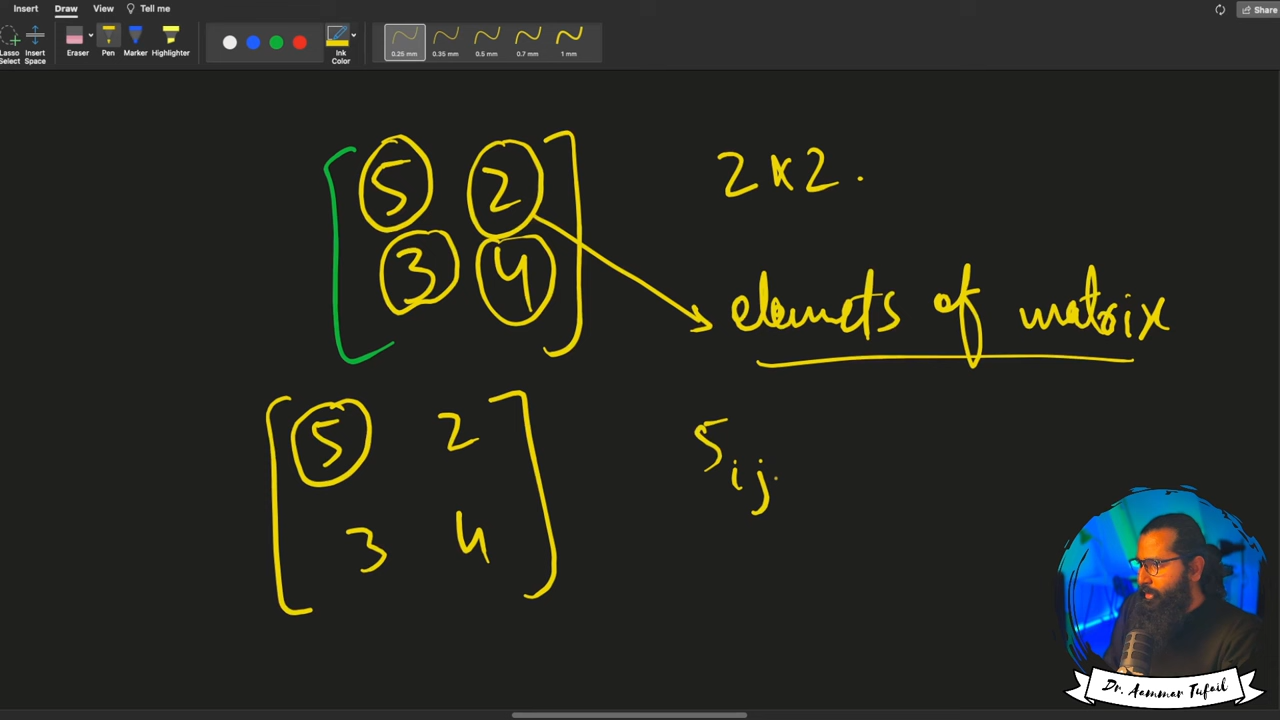 Insert Draw View Tell me
Share
Lasso Select
Insert Space
Eraser
Pen
Marker
Highlighter
Ink Color
0.25 mm
0.35 mm
0.5 mm
0.7 mm
1 mm
5 2
3 4
2x2.
elemets of matrix
5 2
3 4
5ij
Dr. Aammar Tufail